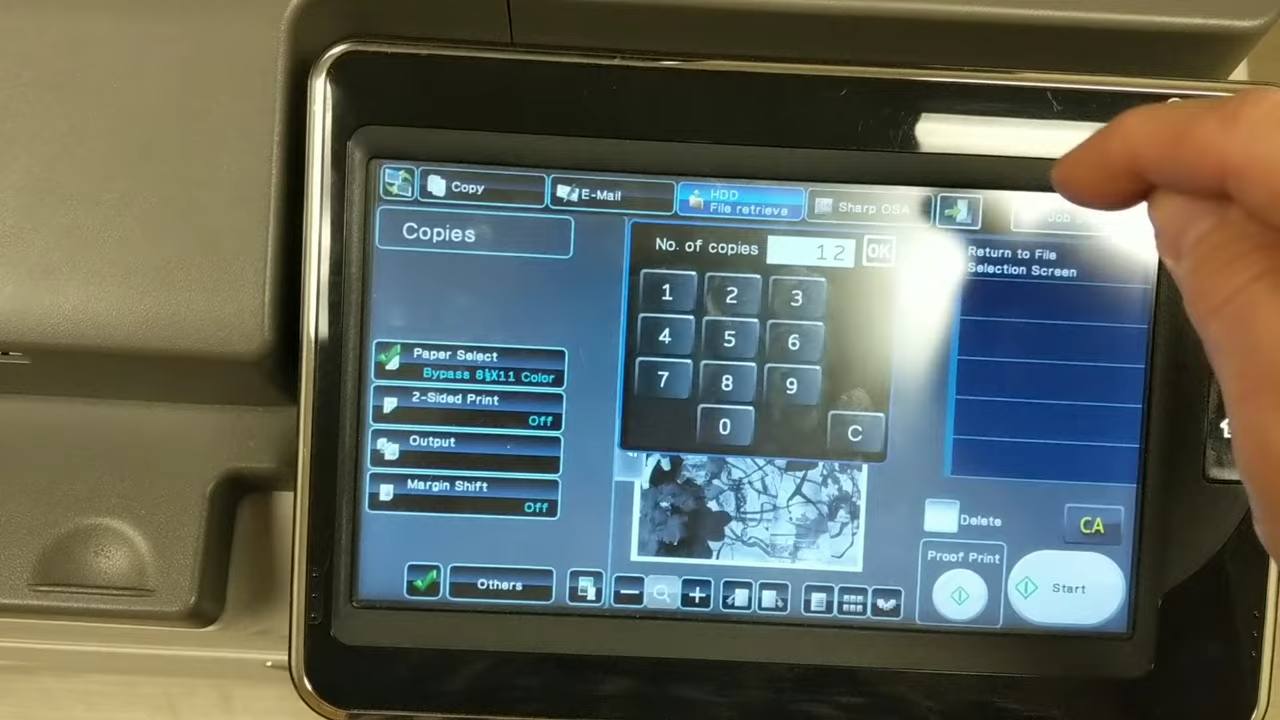 Copy
E-Mail
HDD
File retrieve
Sharp OSA
Job
Copies
No. of copies 12 OK
Return to File
Selection Screen
1 2 3
4 5 6
7 8 9
0 C
Paper Select
Bypass 8½X11 Color
2-Sided Print
Off
Output
Margin Shift
Off
Delete
CA
Proof Print
Start
Others